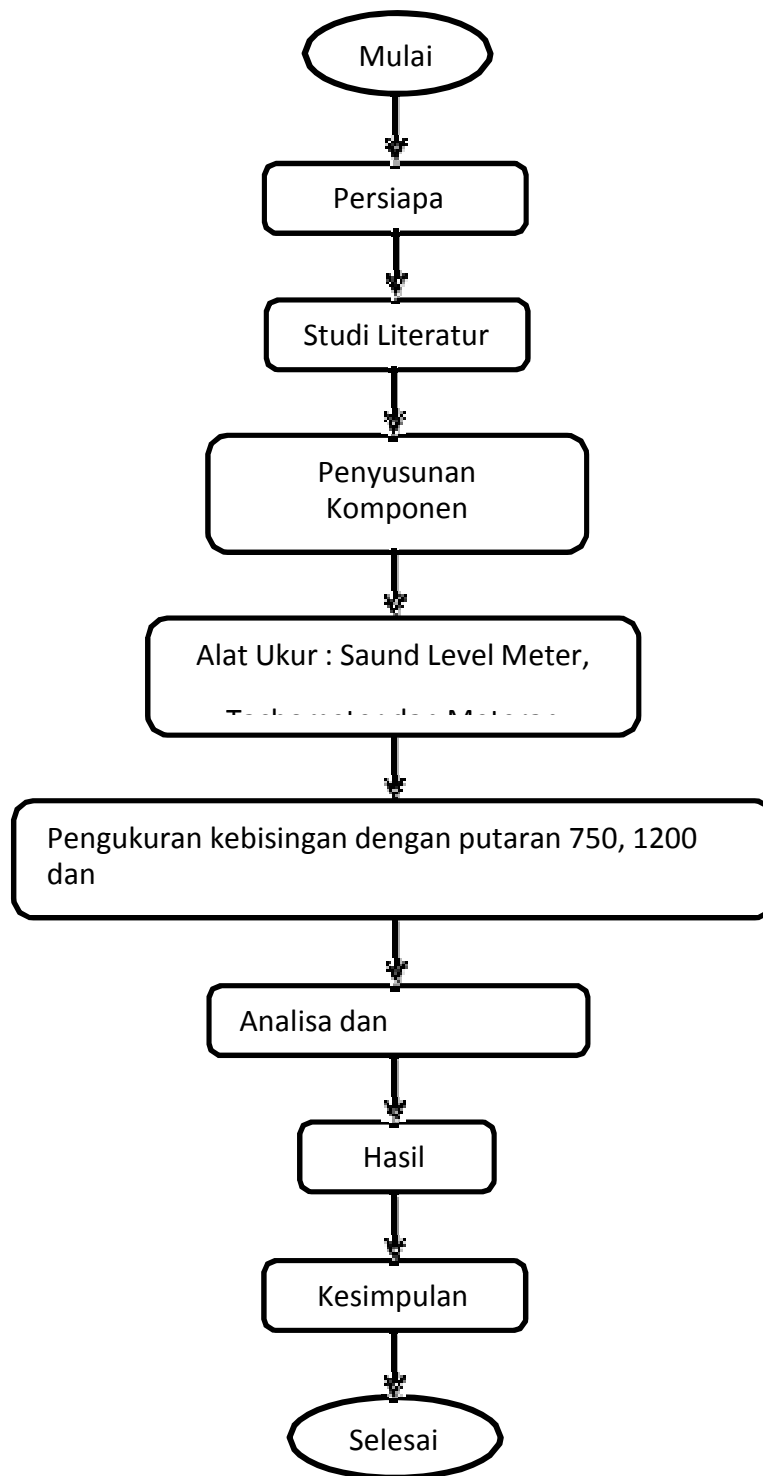 Mulai
Persiapa
Studi Literatur
Penyusunan
Komponen
Alat Ukur : Saund Level Meter,
Pengukuran kebisingan dengan putaran 750, 1200
dan
Analisa dan
Hasil
Kesimpulan
Selesai